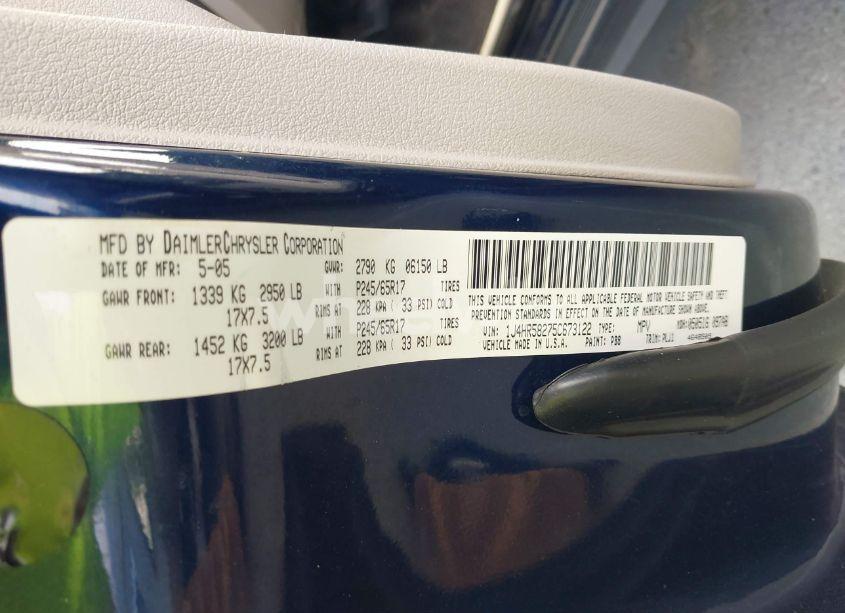 MFD BY DAIMLERCHRYSLER CORPORATION
DATE OF MFR: 5-05 GVWR: 2790 KG 06150 LB
GAWR FRONT: 1339 KG 2950 LB WITH P245/65R17 TIRES
17X7.5 RIMS AT 228 KPA ( 33 PSI) COLD
GAWR REAR: 1452 KG 3200 LB WITH P245/65R17 TIRES
17X7.5 RIMS AT 228 KPA ( 33 PSI) COLD
THIS VEHICLE CONFORMS TO ALL APPLICABLE FEDERAL MOTOR VEHICLE SAFETY AND THEFT
PREVENTION STANDARDS IN EFFECT ON THE DATE OF MANUFACTURE SHOWN ABOVE.
VIN: 1J4HR58275C673122 TYPE: MPV MDH:
VEHICLE MADE IN U.S.A. PAINT: PBB TRIM: